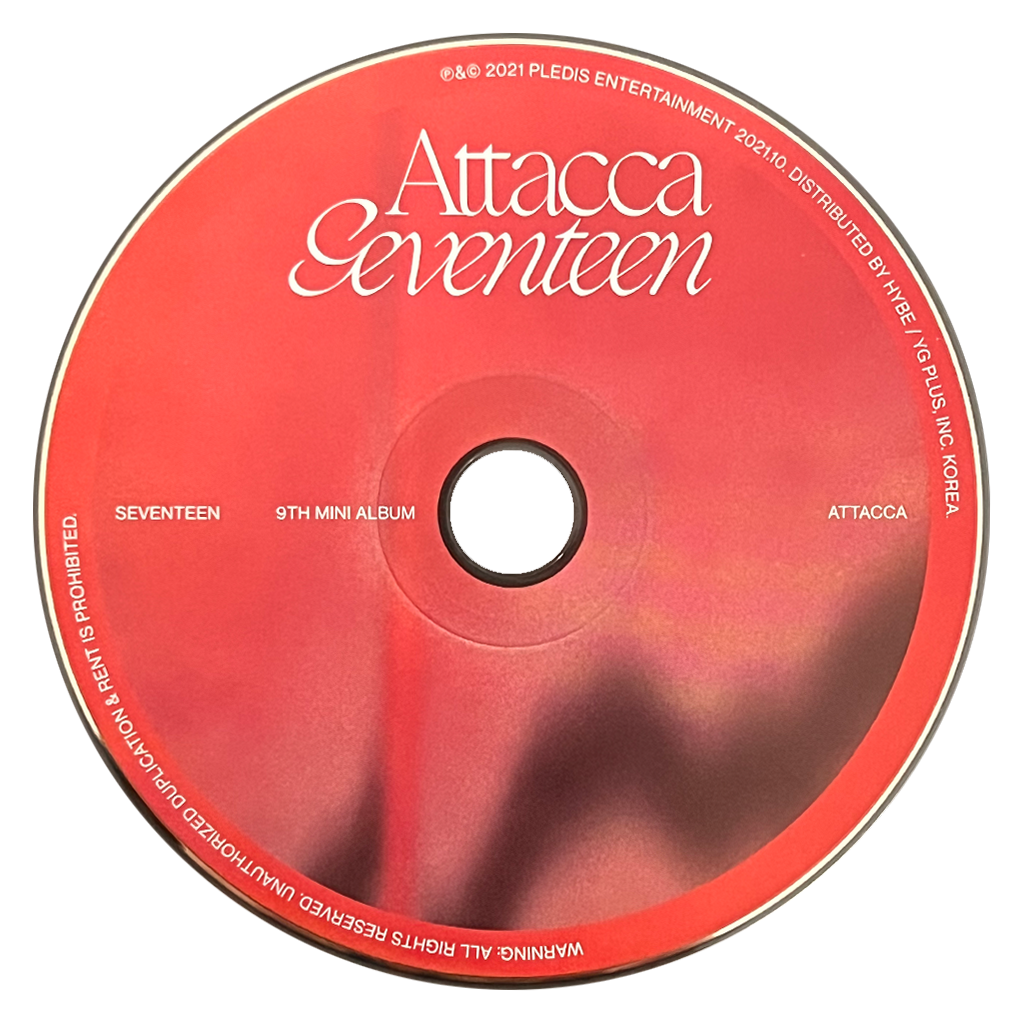 ℗&© 2021 PLEDIS ENTERTAINMENT 2021.10. DISTRIBUTED BY HYBE / YG PLUS, INC. KOREA.
Attacca
Seventeen
SEVENTEEN 9TH MINI ALBUM ATTACCA
WARNING: ALL RIGHTS RESERVED. UNAUTHORIZED DUPLICATION & RENT IS PROHIBITED.